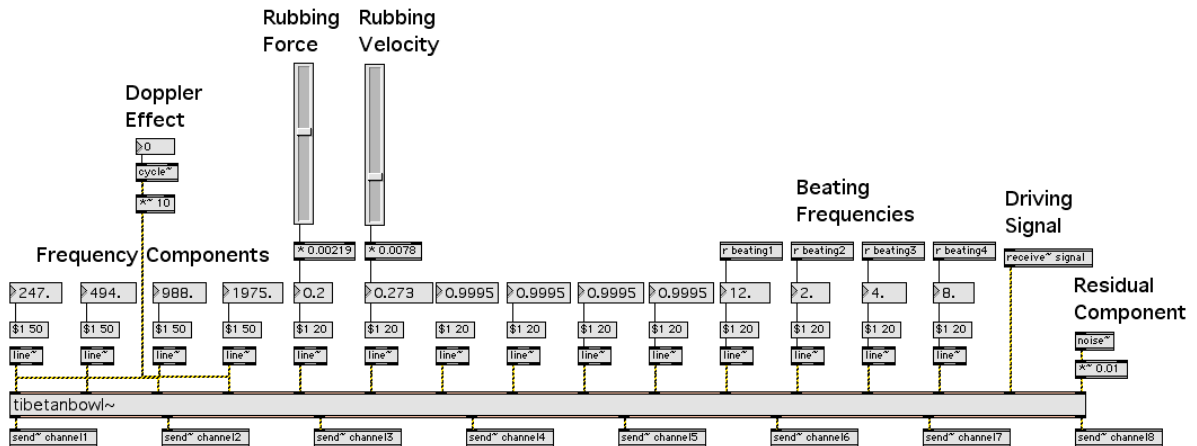 Rubbing Force
Rubbing Velocity
Doppler Effect
0
cycle~
*~ 10
Beating Frequencies
Driving Signal
Frequency Components
* 0.00219
* 0.0078
r beating1
r beating2
r beating3
r beating4
receive~ signal
247.
494.
988.
1975.
0.2
0.273
0.9995
0.9995
0.9995
0.9995
12.
2.
4.
8.
Residual Component
$1 50
$1 50
$1 50
$1 50
$1 20
$1 20
$1 20
$1 20
$1 20
$1 20
$1 20
$1 20
$1 20
$1 20
noise~
line~
line~
line~
line~
line~
line~
line~
line~
line~
line~
line~
line~
line~
line~
*~ 0.01
tibetanbowl~
send~ channel1
send~ channel2
send~ channel3
send~ channel4
send~ channel5
send~ channel6
send~ channel7
send~ channel8